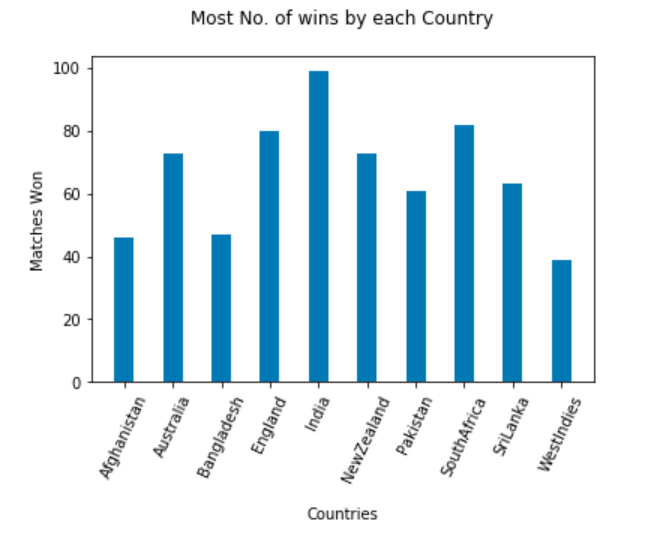 Most No. of wins by each Country
Matches Won
100
80
60
40
20
0
Afghanistan
Australia
Bangladesh
England
India
NewZealand
Pakistan
SouthAfrica
SriLanka
WestIndies
Countries